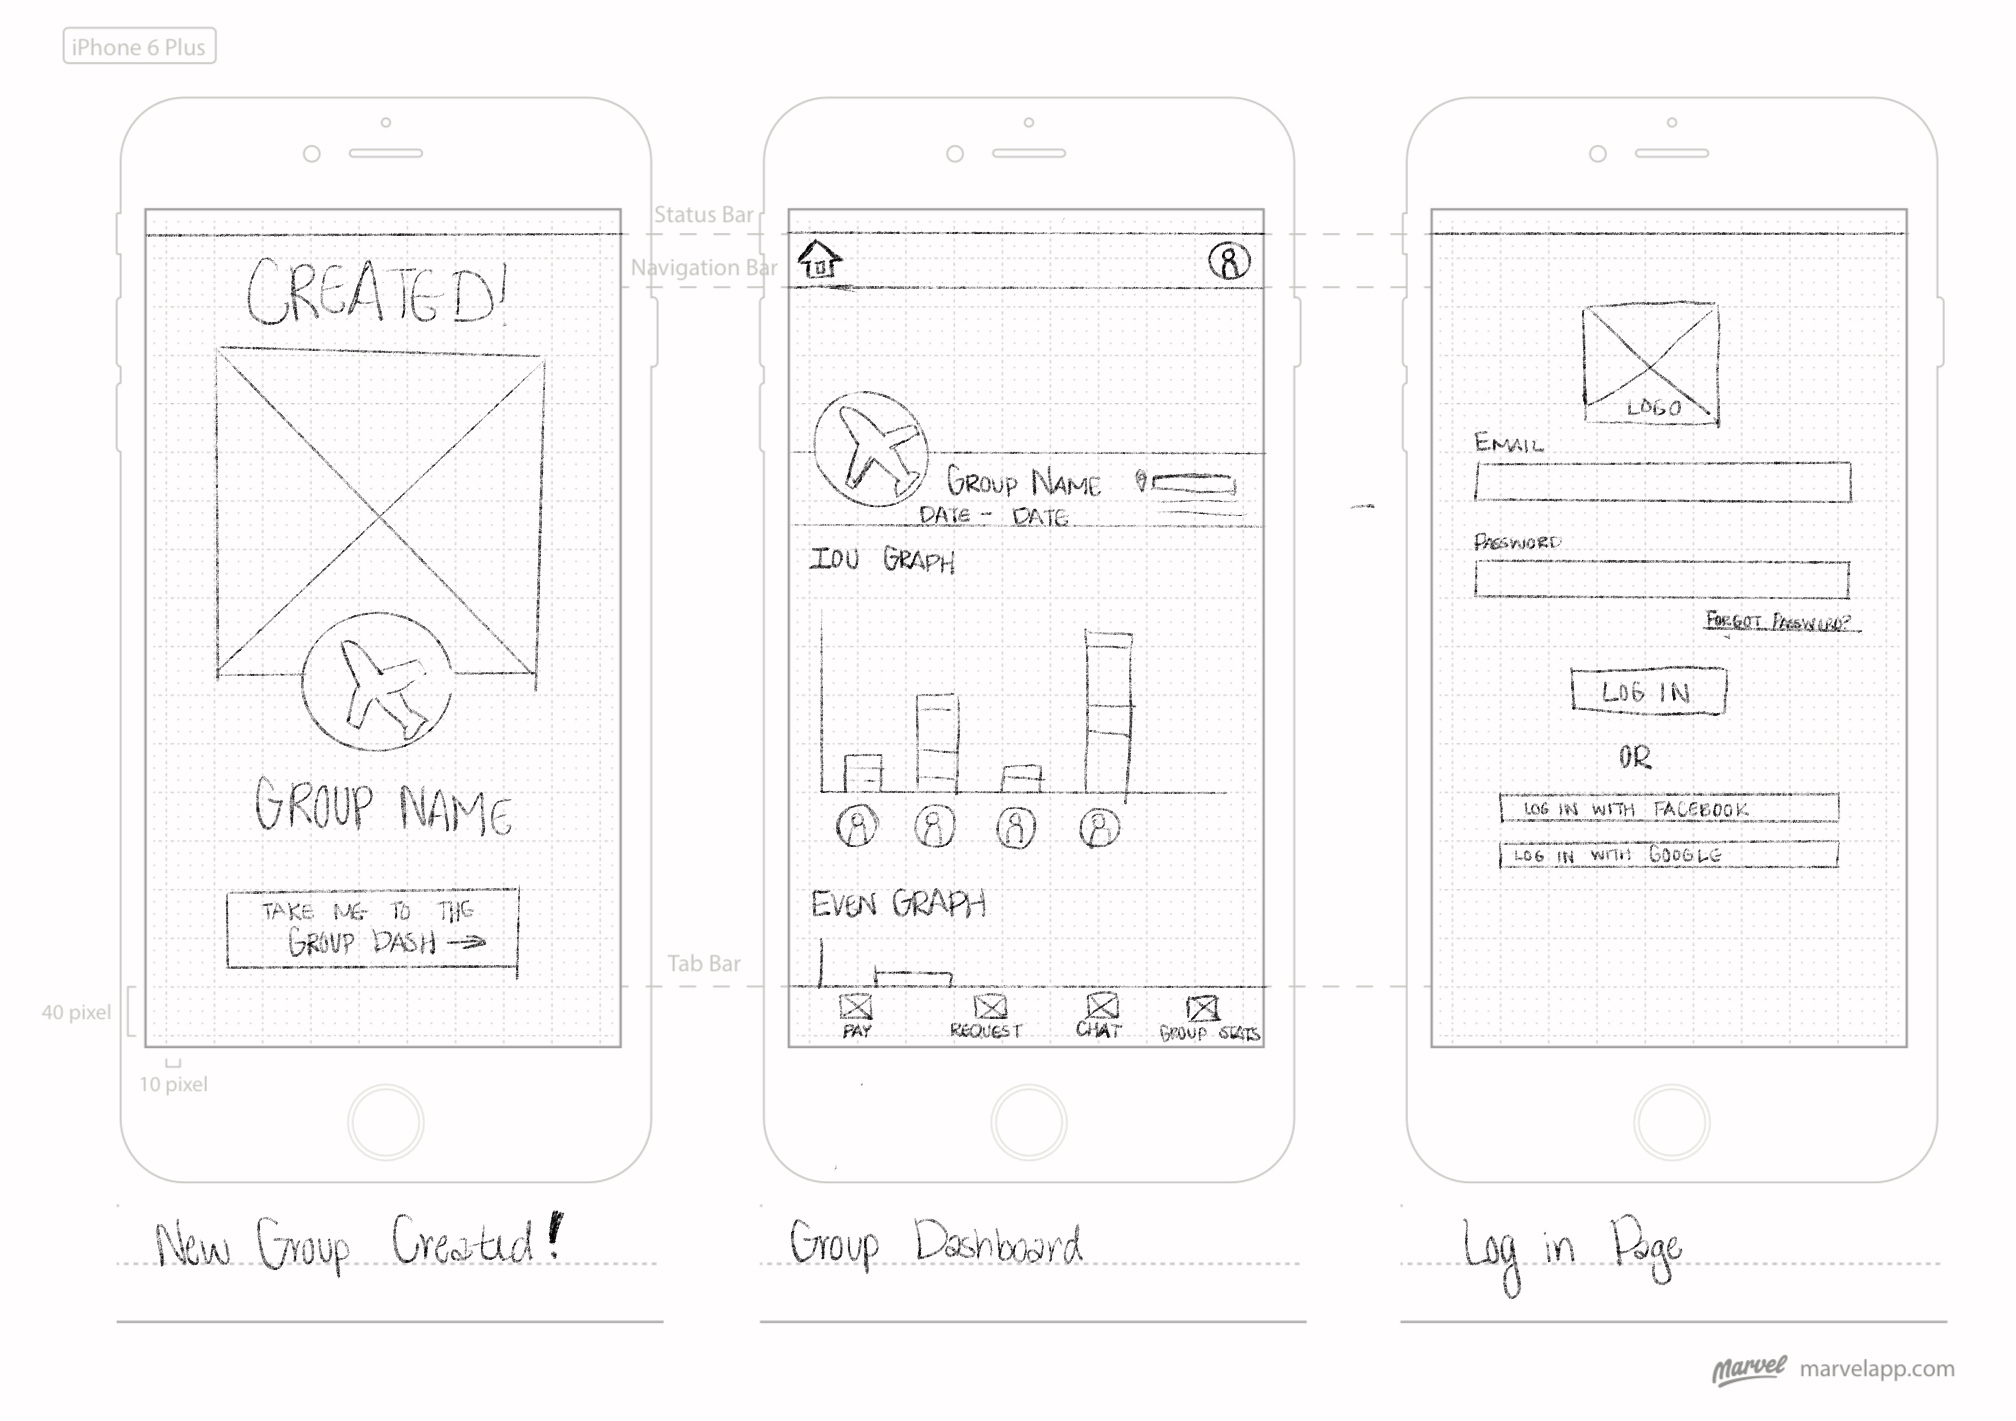 iPhone 6 Plus
CREATED!
GROUP NAME
TAKE ME TO THE
GROUP DASH →
40 pixel
10 pixel
New Group Created!
Status Bar
Navigation Bar
Tab Bar
GROUP NAME
DATE - DATE
IOU GRAPH
EVEN GRAPH
PAY
REQUEST
CHAT
GROUP STATS
Group Dashboard
LOGO
EMAIL
PASSWORD
FORGOT PASSWORD?
LOG IN
OR
LOG IN WITH FACEBOOK
LOG IN WITH GOOGLE
Log in Page
Marvel marvelapp.com